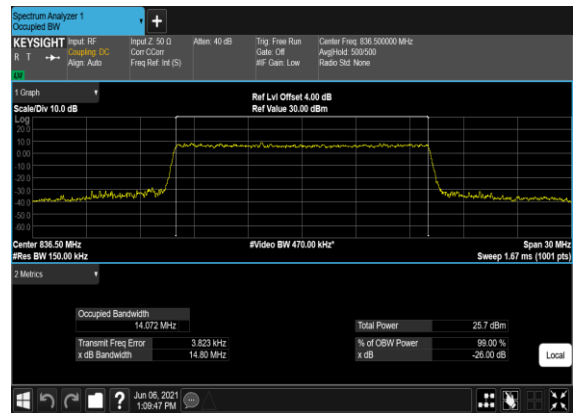 Spectrum Analyzer 1
Occupied BW
+
KEYSIGHT Input: RF Input Z: 50 Ω Atten: 40 dB Trig: Free Run Center Freq: 836.500000 MHz
R T Coupling: DC Corr CCorr Gate: Off Avg|Hold: 500/500
Align: Auto Freq Ref: Int (S) #IF Gain: Low Radio Std: None
LW
1 Graph
Ref Lvl Offset 4.00 dB
Scale/Div 10.0 dB Ref Value 30.00 dBm
Log
20.0
10.0
0.00
-10.0
-20.0
-30.0
-40.0
-50.0
-60.0
Center 836.50 MHz #Video BW 470.00 kHz* Span 30 MHz
#Res BW 150.00 kHz Sweep 1.67 ms (1001 pts)
2 Metrics
Occupied Bandwidth
14.072 MHz Total Power 25.7 dBm
Transmit Freq Error 3.823 kHz % of OBW Power 99.00 %
x dB Bandwidth 14.80 MHz x dB -26.00 dB
Local
? Jun 06, 2021
1:09:47 PM